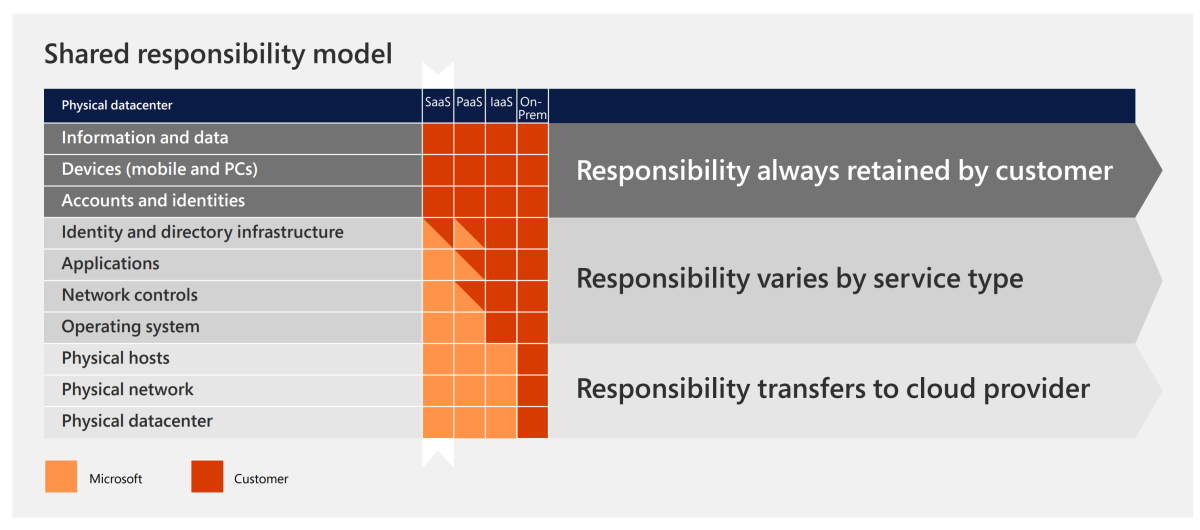 Shared responsibility model
Physical datacenter
SaaS PaaS IaaS On-
Prem
Information and data
Devices (mobile and PCs)
Accounts and identities
Responsibility always retained by customer
Identity and directory infrastructure
Applications
Network controls
Operating system
Responsibility varies by service type
Physical hosts
Physical network
Physical datacenter
Responsibility transfers to cloud provider
Microsoft
Customer